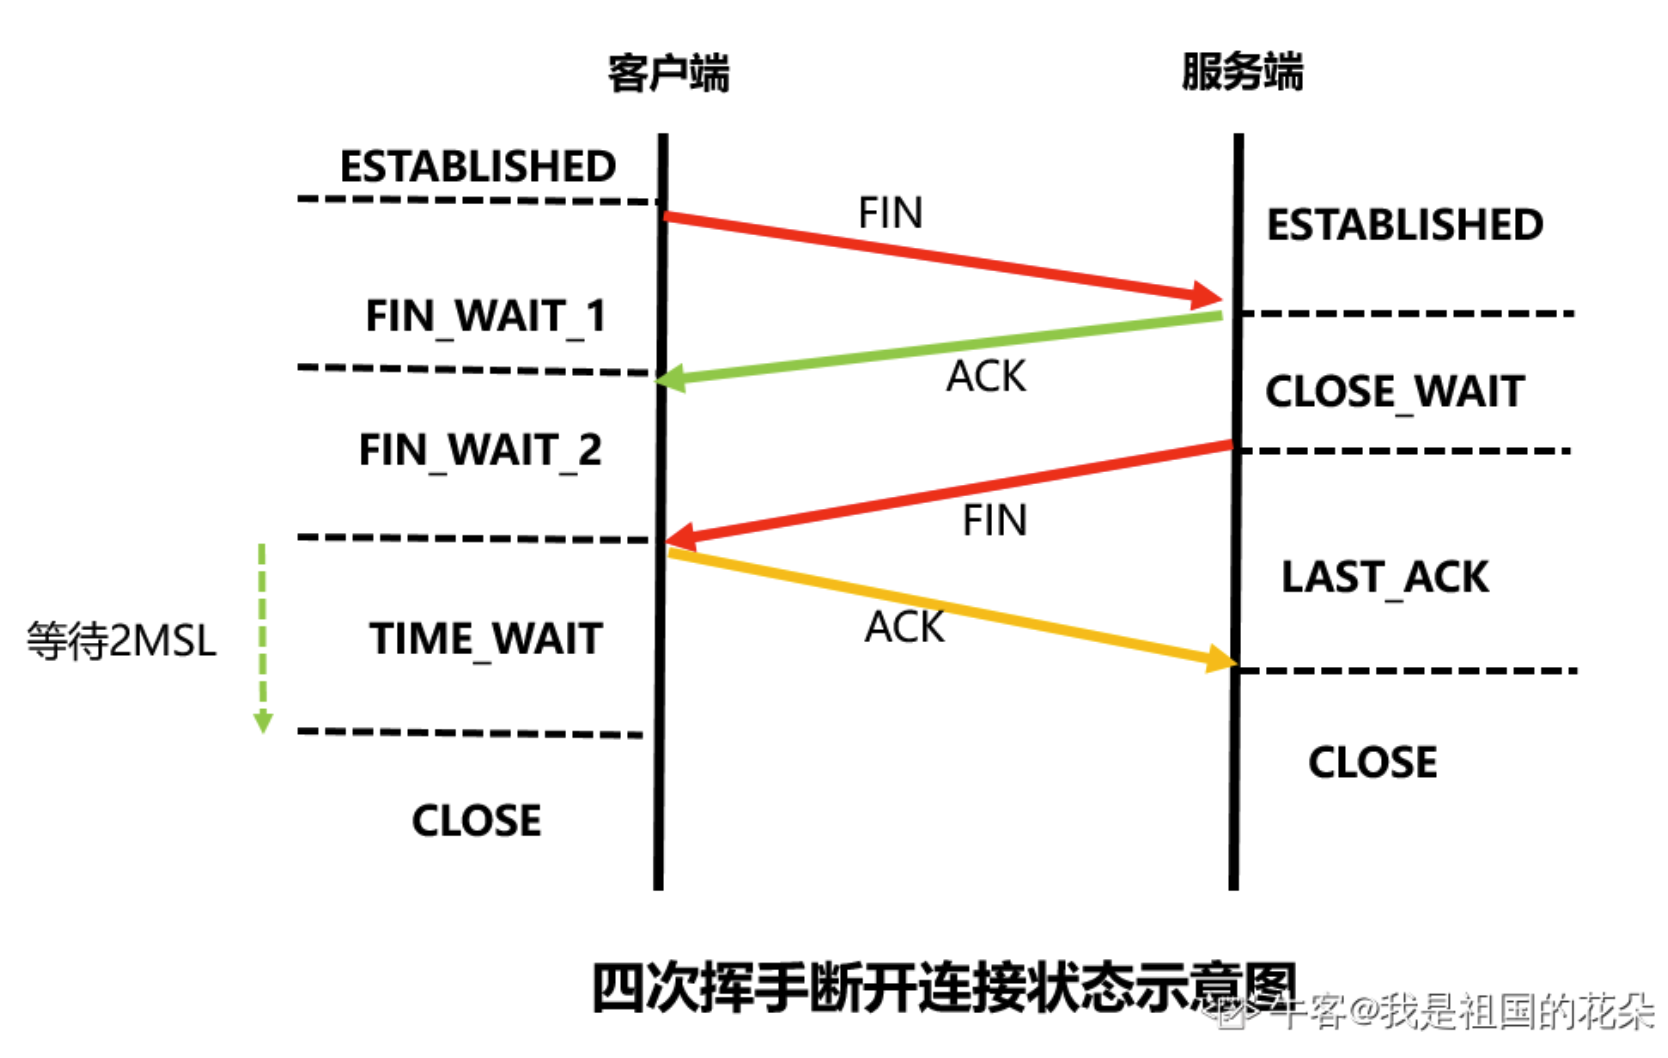 客户端
服务端
ESTABLISHED
FIN
ESTABLISHED
FIN_WAIT_1
ACK
CLOSE_WAIT
FIN_WAIT_2
FIN
LAST_ACK
等待2MSL
TIME_WAIT
ACK
CLOSE
CLOSE
四次挥手断开连接状态示意图
牛客@我是祖国的花朵